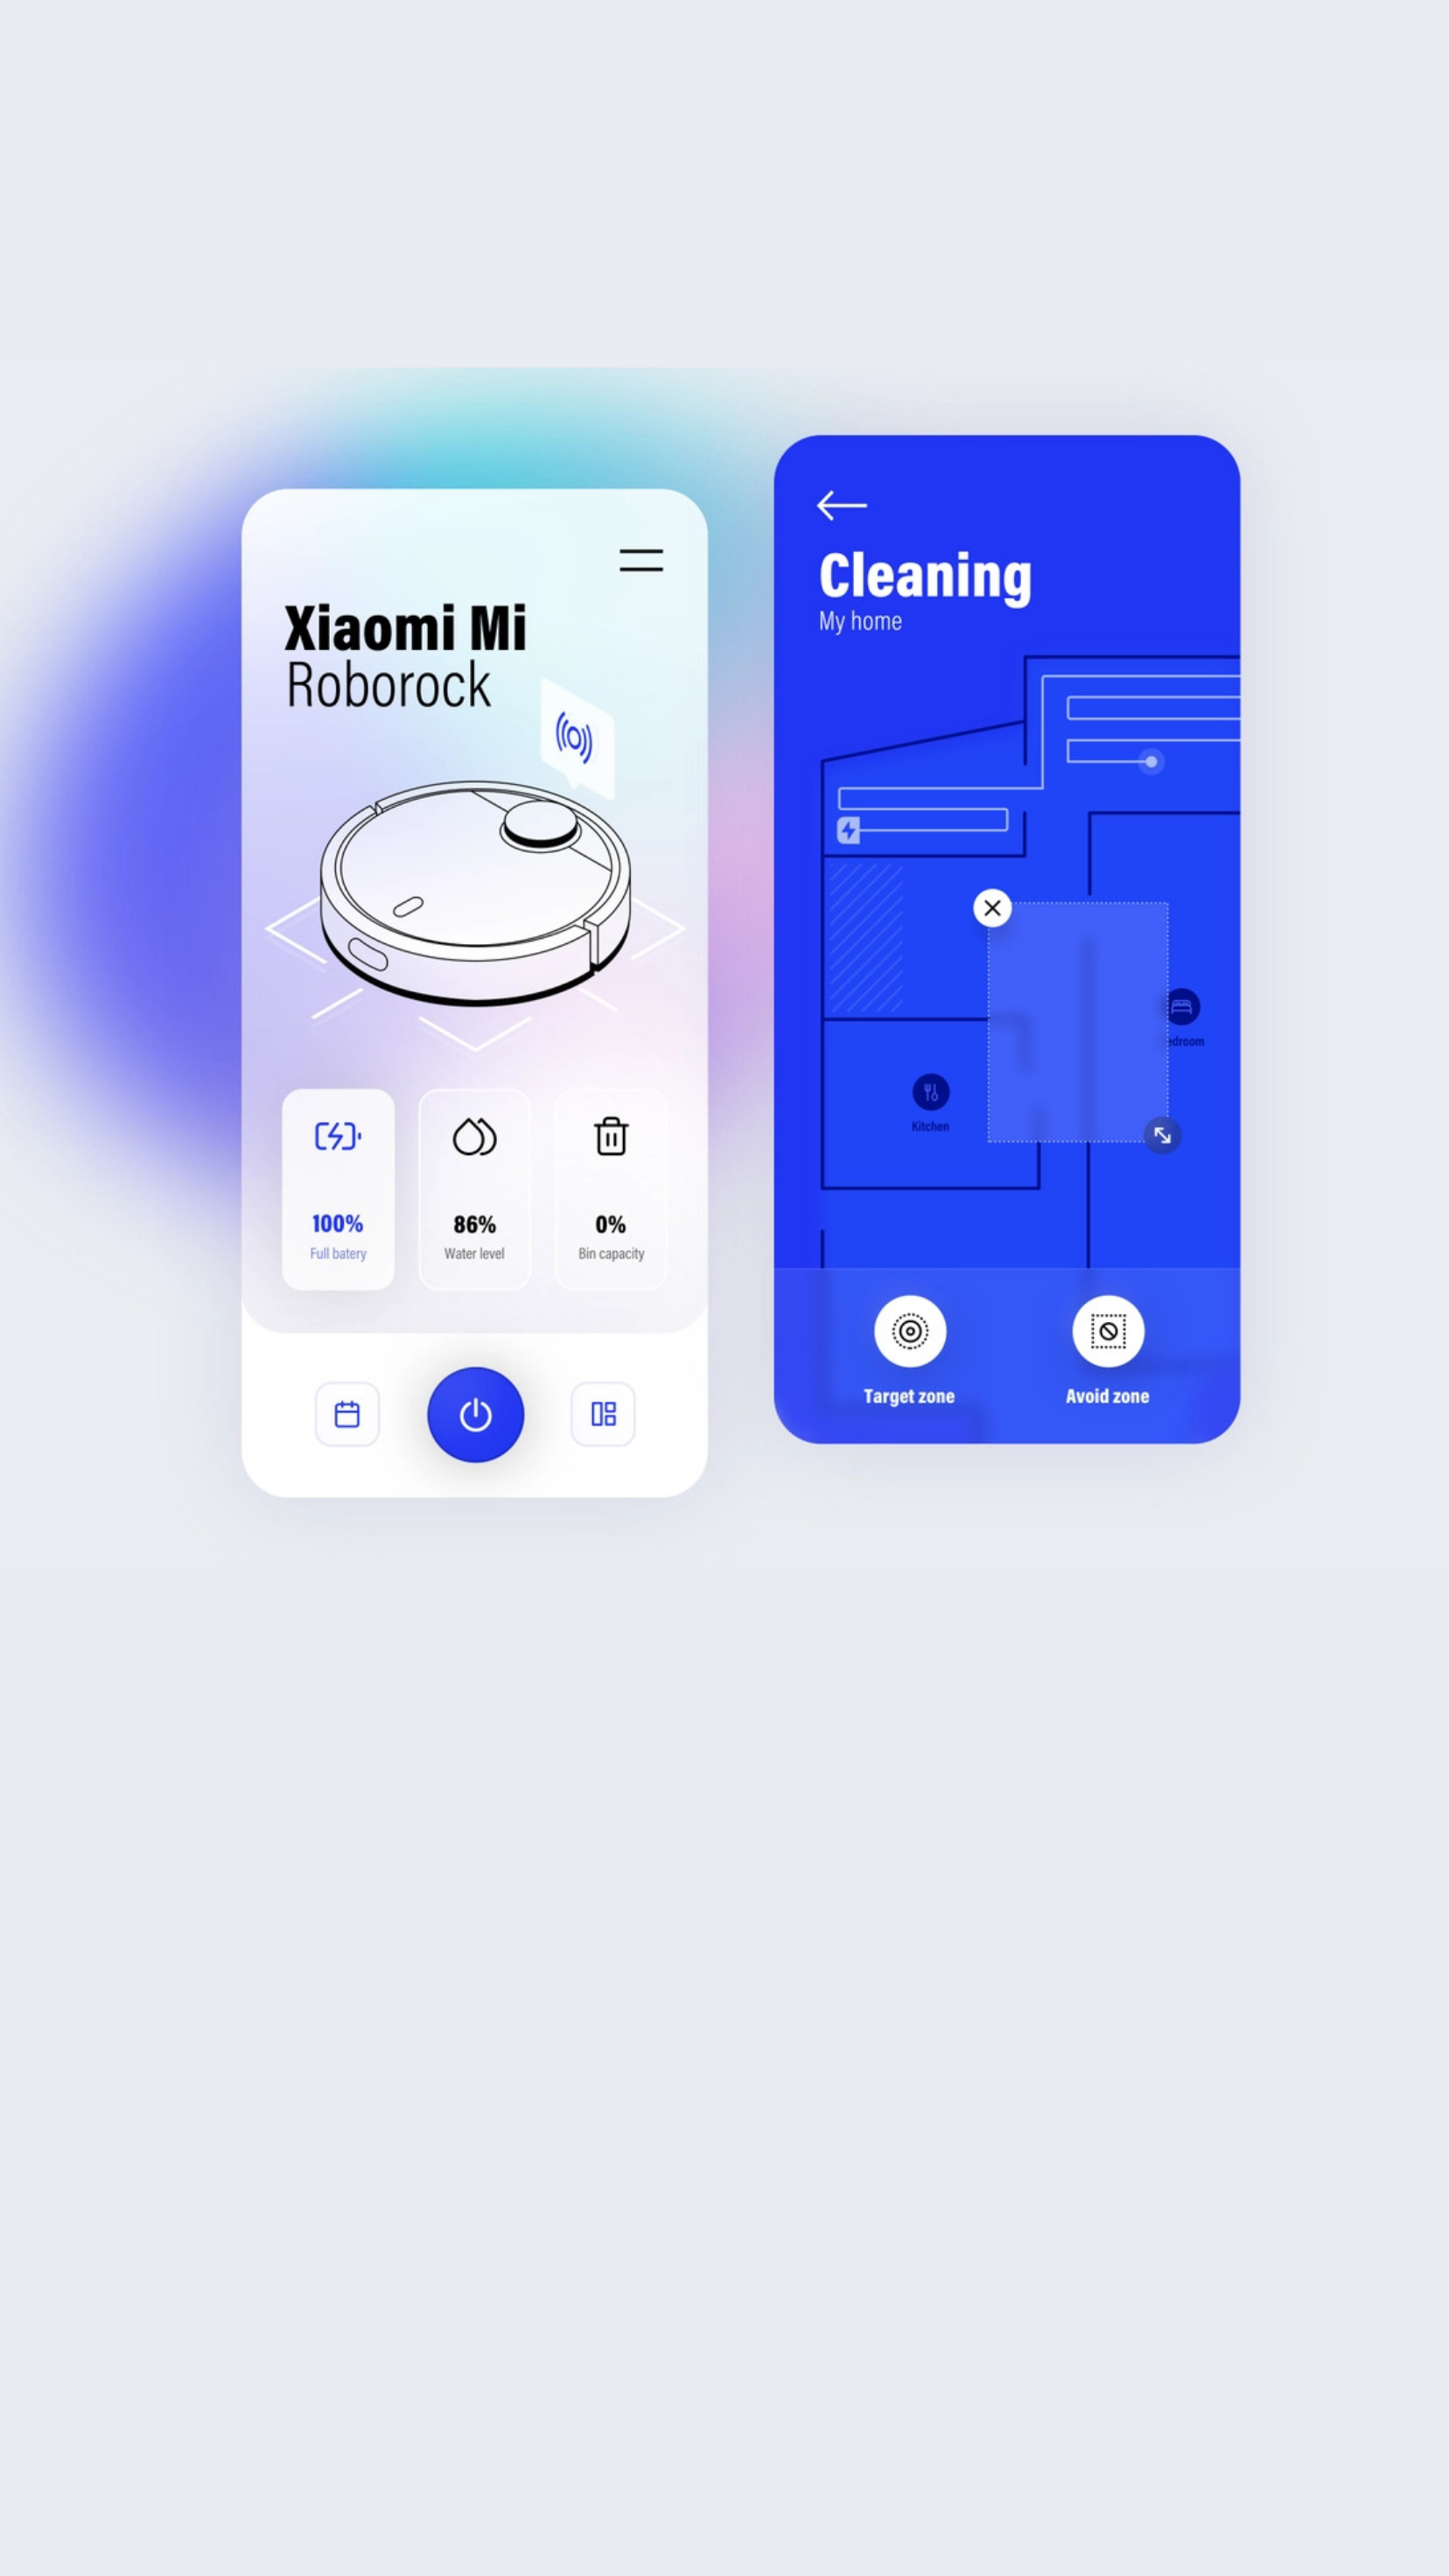 Xiaomi Mi
Roborock
100%
Full batery
86%
Water level
0%
Bin capacity
Cleaning
My home
edroom
Kitchen
Target zone
Avoid zone